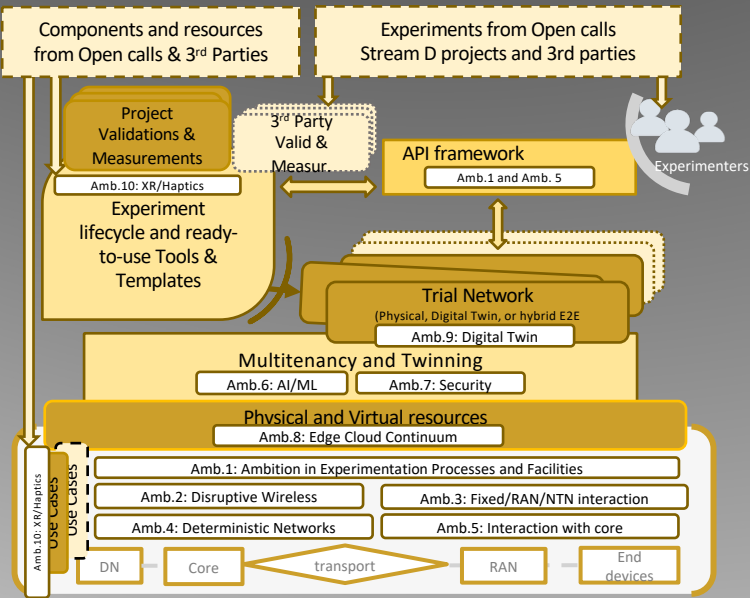 Components and resources
from Open calls & 3rd Parties
Experiments from Open calls
Stream D projects and 3rd parties
Project
Validations &
Measurements
3rd Party
Valid &
Measur.
API framework
Amb.1 and Amb. 5
Experimenters
Amb.10: XR/Haptics
Experiment
lifecycle and ready-
to-use Tools &
Templates
Trial Network
(Physical, Digital Twin, or hybrid E2E
Amb.9: Digital Twin
Multitenancy and Twinning
Amb.6: AI/ML
Amb.7: Security
Physical and Virtual resources
Amb.8: Edge Cloud Continuum
Amb.10: XR/Haptics
Use Cases
Use Cases
Amb.1: Ambition in Experimentation Processes and Facilities
Amb.2: Disruptive Wireless
Amb.3: Fixed/RAN/NTN interaction
Amb.4: Deterministic Networks
Amb.5: Interaction with core
DN
Core
transport
RAN
End
devices